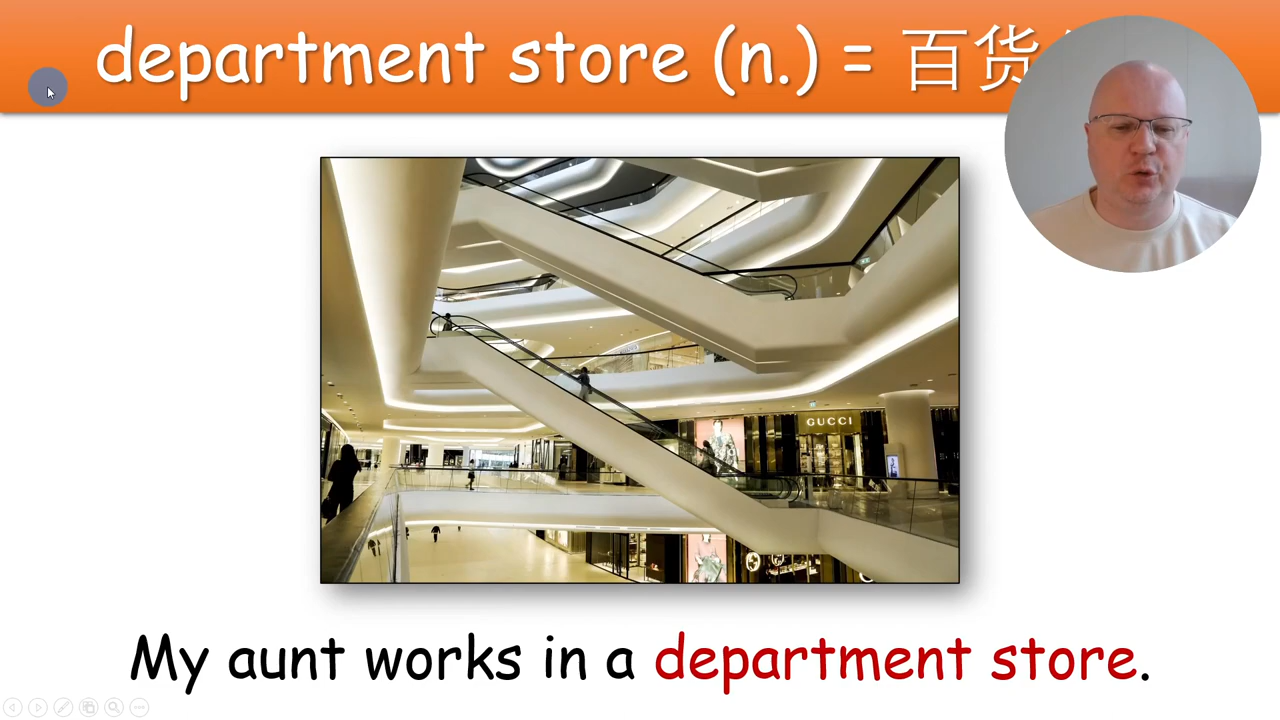 department store (n.) = 百货
GUCCI
My aunt works in a department store.